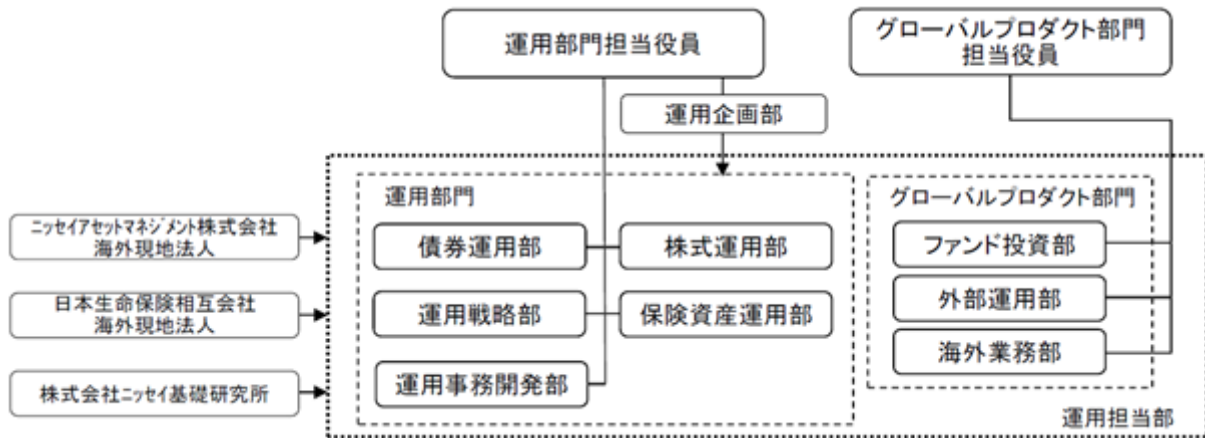 運用部門担当役員
グローバルプロダクト部門
担当役員
運用企画部
運用部門
グローバルプロダクト部門
ニッセイアセットマネジメント株式会社
海外現地法人
債券運用部
株式運用部
ファンド投資部
日本生命保険相互会社
海外現地法人
運用戦略部
保険資産運用部
外部運用部
海外業務部
株式会社ニッセイ基礎研究所
運用事務開発部
運用担当部